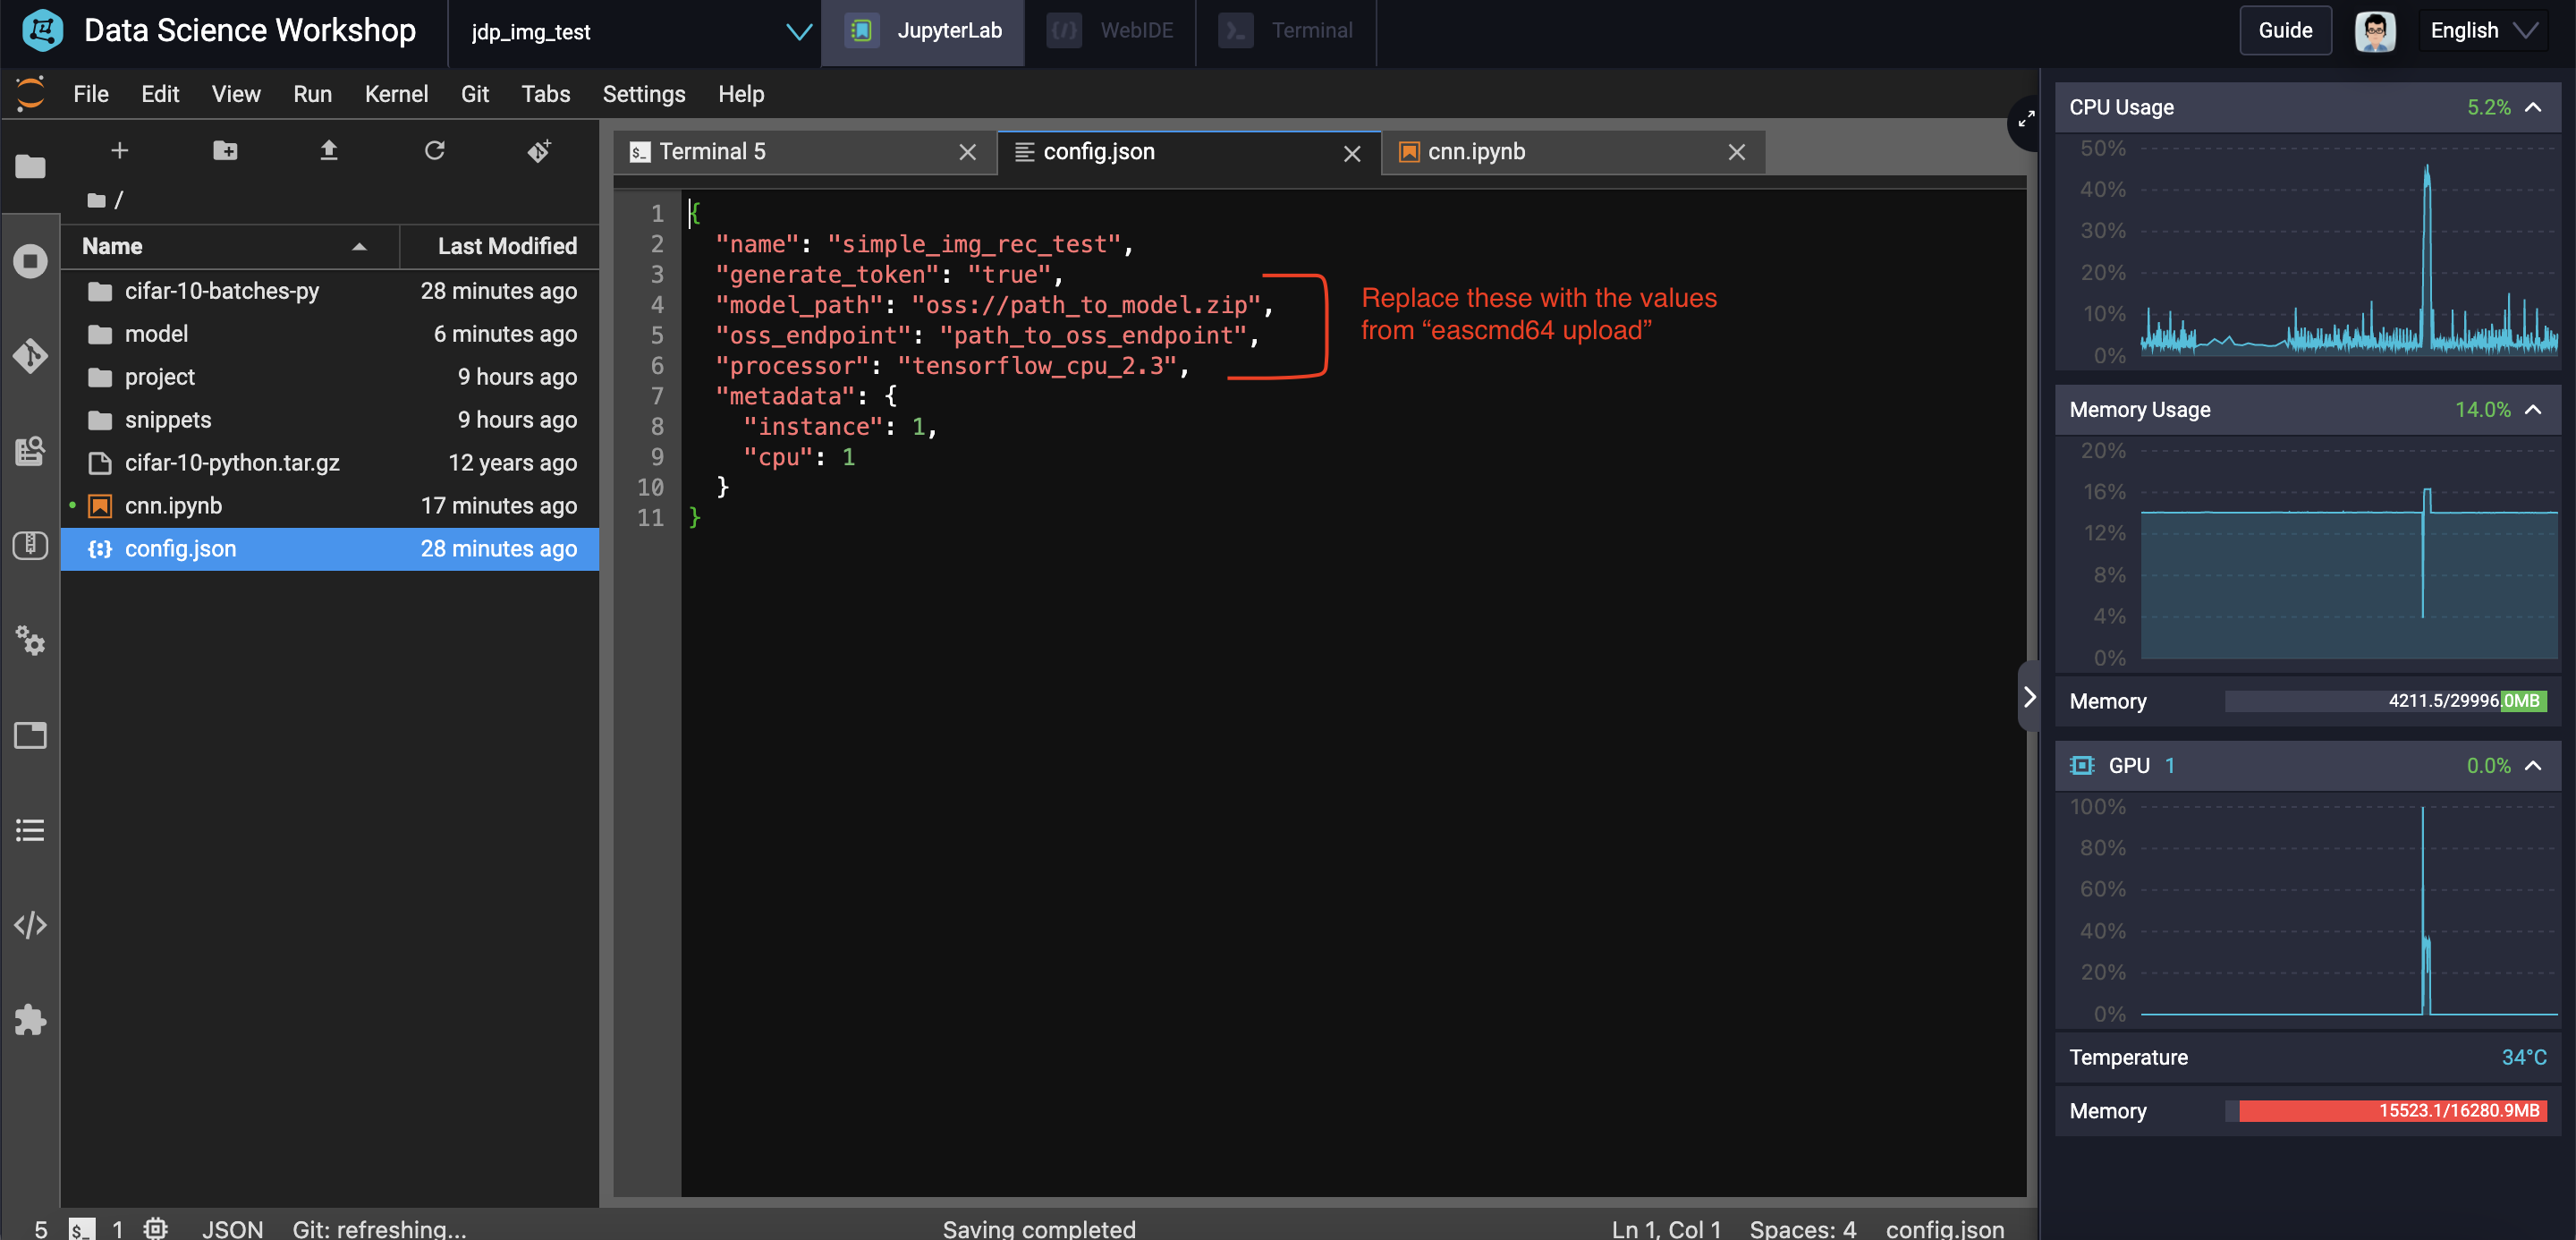 Data Science Workshop
jdp_img_test
JupyterLab
WebIDE
Terminal
Guide
English
File Edit View Run Kernel Git Tabs Settings Help
/
Name Last Modified
cifar-10-batches-py 28 minutes ago
model 6 minutes ago
project 9 hours ago
snippets 9 hours ago
cifar-10-python.tar.gz 12 years ago
cnn.ipynb 17 minutes ago
{:} config.json 28 minutes ago
$_ Terminal 5
config.json
cnn.ipynb
1 {
2 "name": "simple_img_rec_test",
3 "generate_token": "true",
4 "model_path": "oss://path_to_model.zip",
5 "oss_endpoint": "path_to_oss_endpoint",
6 "processor": "tensorflow_cpu_2.3",
7 "metadata": {
8 "instance": 1,
9 "cpu": 1
10 }
11 }
Replace these with the values
from “eascmd64 upload”
CPU Usage 5.2%
50%
40%
30%
20%
10%
0%
Memory Usage 14.0%
20%
16%
12%
8%
4%
0%
Memory 4211.5/29996.0MB
GPU 1 0.0%
100%
80%
60%
40%
20%
0%
Temperature 34°C
Memory 15523.1/16280.9MB
5 $_ 1 JSON Git: refreshing... Saving completed Ln 1, Col 1 Spaces: 4 config.json